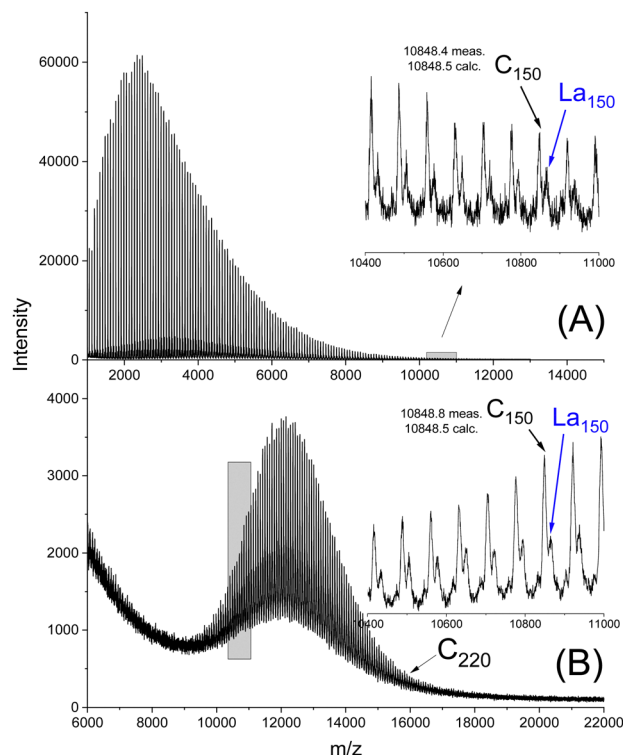 60000
40000
20000
0
2000
4000
6000
8000
10000
12000
14000
Intensity
10848.4 meas.
10848.5 calc.
C150
La150
10400
10600
10800
11000
(A)
4000
3000
2000
1000
0
10848.8 meas.
10848.5 calc.
C150
La150
10400
10600
10800
11000
C220
(B)
6000
8000
10000
12000
14000
16000
18000
20000
22000
m/z